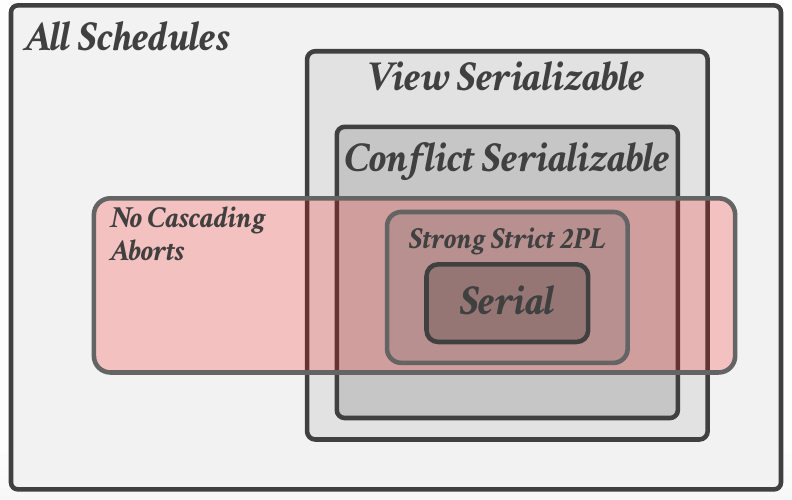 All Schedules
View Serializable
Conflict Serializable
No Cascading
Aborts
Strong Strict 2PL
Serial